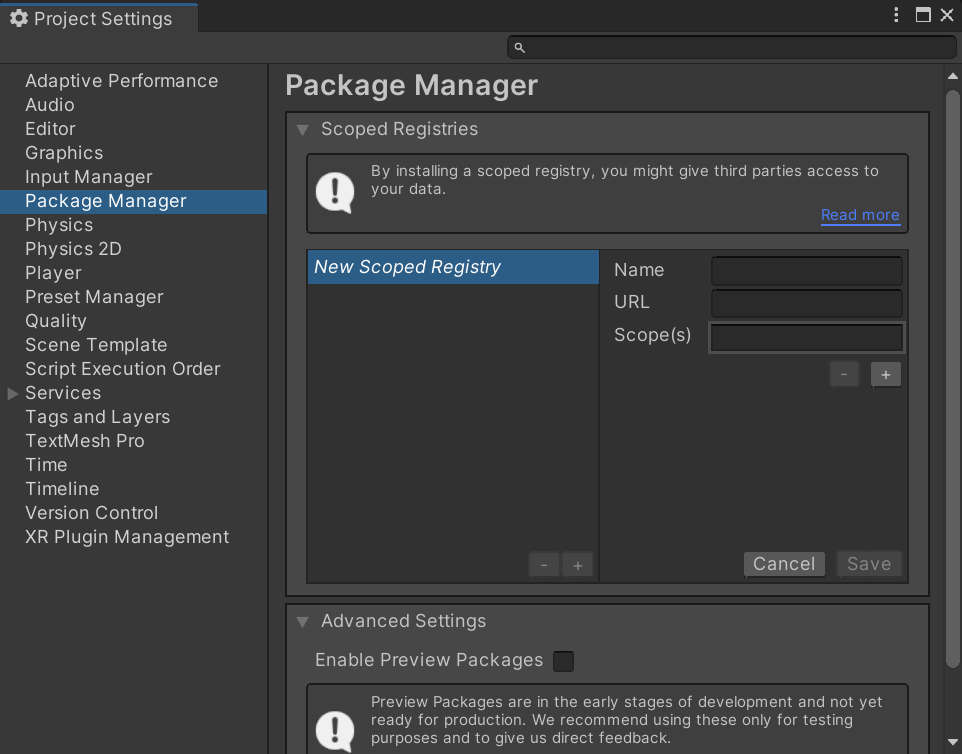 Project Settings
Adaptive Performance
Audio
Editor
Graphics
Input Manager
Package Manager
Physics
Physics 2D
Player
Preset Manager
Quality
Scene Template
Script Execution Order
Services
Tags and Layers
TextMesh Pro
Time
Timeline
Version Control
XR Plugin Management
Package Manager
Scoped Registries
By installing a scoped registry, you might give third parties access to
your data.
Read more
New Scoped Registry
Name
URL
Scope(s)
- +
- +
Cancel Save
Advanced Settings
Enable Preview Packages
Preview Packages are in the early stages of development and not yet
ready for production. We recommend using these only for testing
purposes and to give us direct feedback.